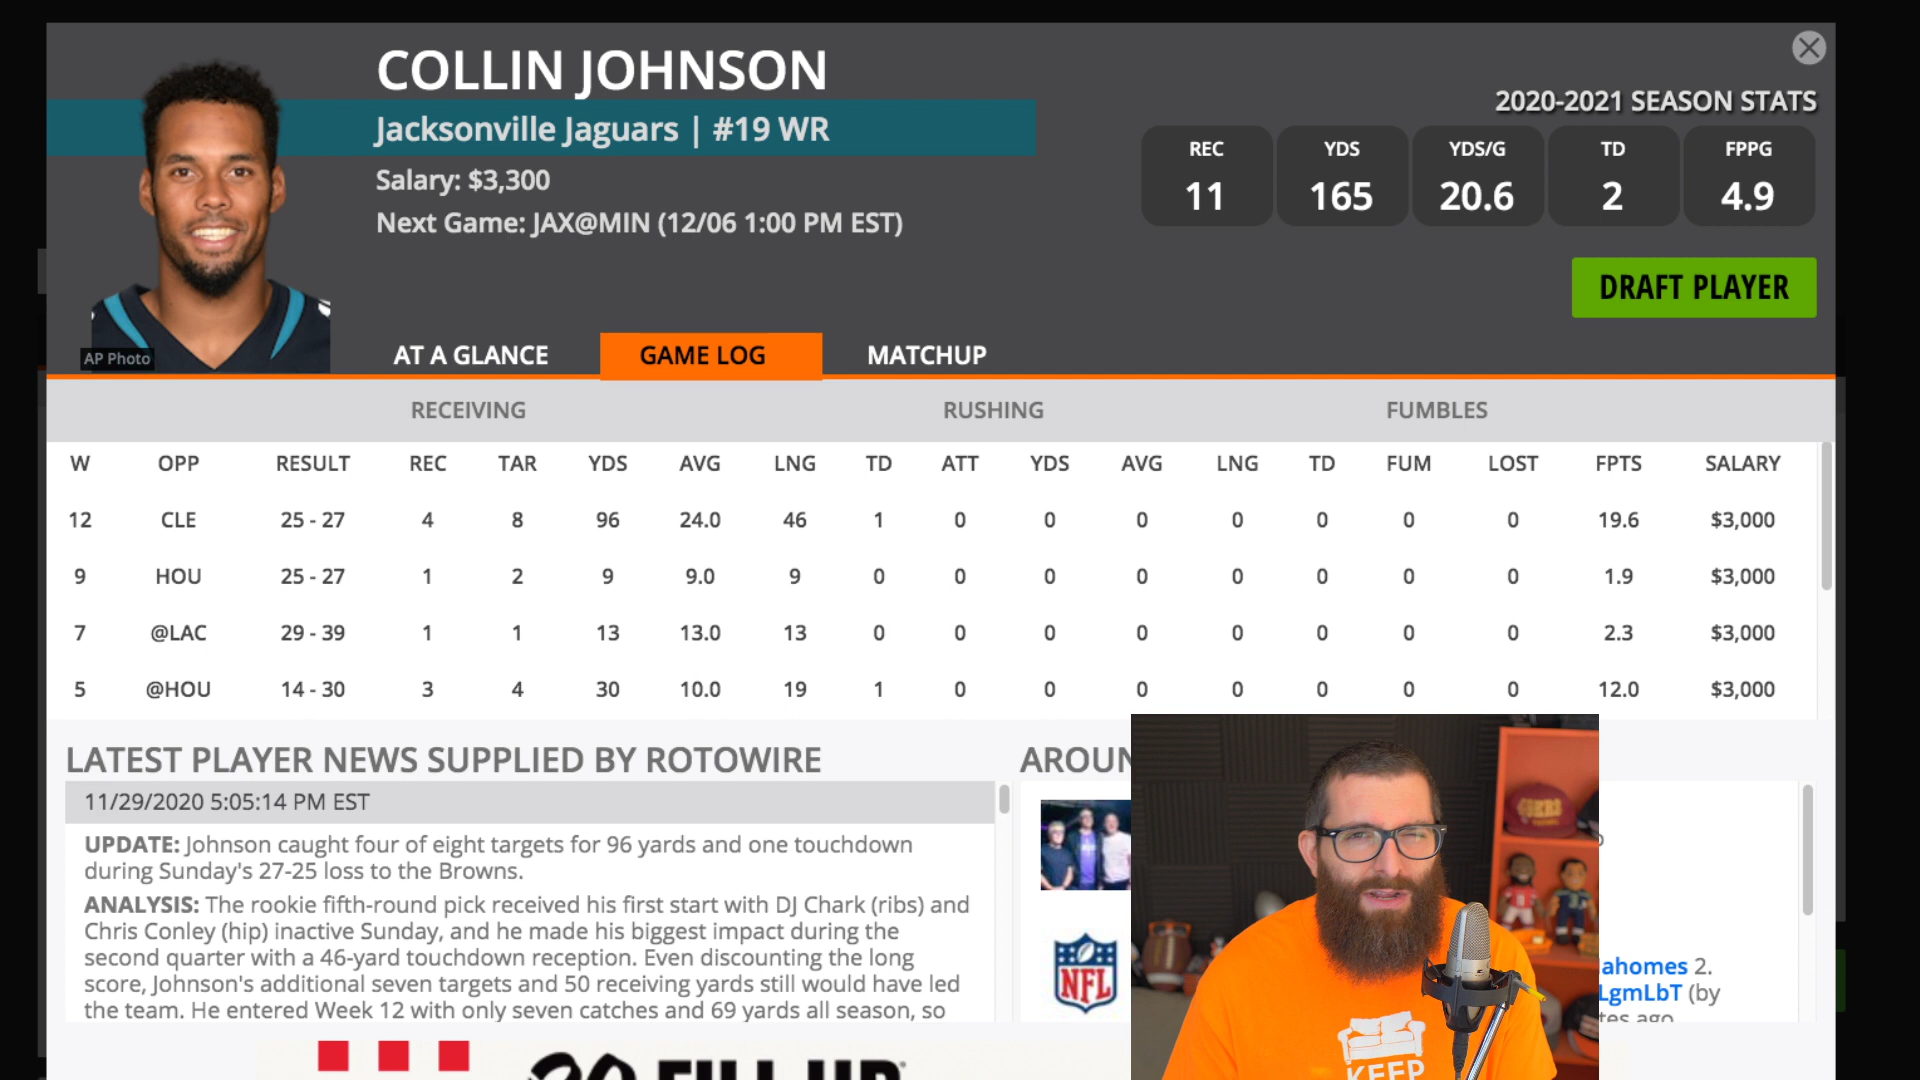 COLLIN JOHNSON
Jacksonville Jaguars | #19 WR
Salary: $3,300
Next Game: JAX@MIN (12/06 1:00 PM EST)
AP Photo
2020-2021 SEASON STATS
REC YDS YDS/G TD FPPG
11 165 20.6 2 4.9
DRAFT PLAYER
AT A GLANCE GAME LOG MATCHUP
RECEIVING RUSHING FUMBLES
W OPP RESULT REC TAR YDS AVG LNG TD ATT YDS AVG LNG TD FUM LOST FPTS SALARY
12 CLE 25 - 27 4 8 96 24.0 46 1 0 0 0 0 0 0 0 19.6 $3,000
9 HOU 25 - 27 1 2 9 9.0 9 0 0 0 0 0 0 0 0 1.9 $3,000
7 @LAC 29 - 39 1 1 13 13.0 13 0 0 0 0 0 0 0 0 2.3 $3,000
5 @HOU 14 - 30 3 4 30 10.0 19 1 0 0 0 0 0 0 0 12.0 $3,000
LATEST PLAYER NEWS SUPPLIED BY ROTOWIRE
11/29/2020 5:05:14 PM EST
UPDATE: Johnson caught four of eight targets for 96 yards and one touchdown
during Sunday's 27-25 loss to the Browns.
ANALYSIS: The rookie fifth-round pick received his first start with DJ Chark (ribs) and
Chris Conley (hip) inactive Sunday, and he made his biggest impact during the
second quarter with a 46-yard touchdown reception. Even discounting the long
score, Johnson's additional seven targets and 50 receiving yards still would have led
the team. He entered Week 12 with only seven catches and 69 yards all season, so
AROUN
NFL
ahomes 2.
LgmLbT (by
tes ago
49ERS
KEEP
FILL UP